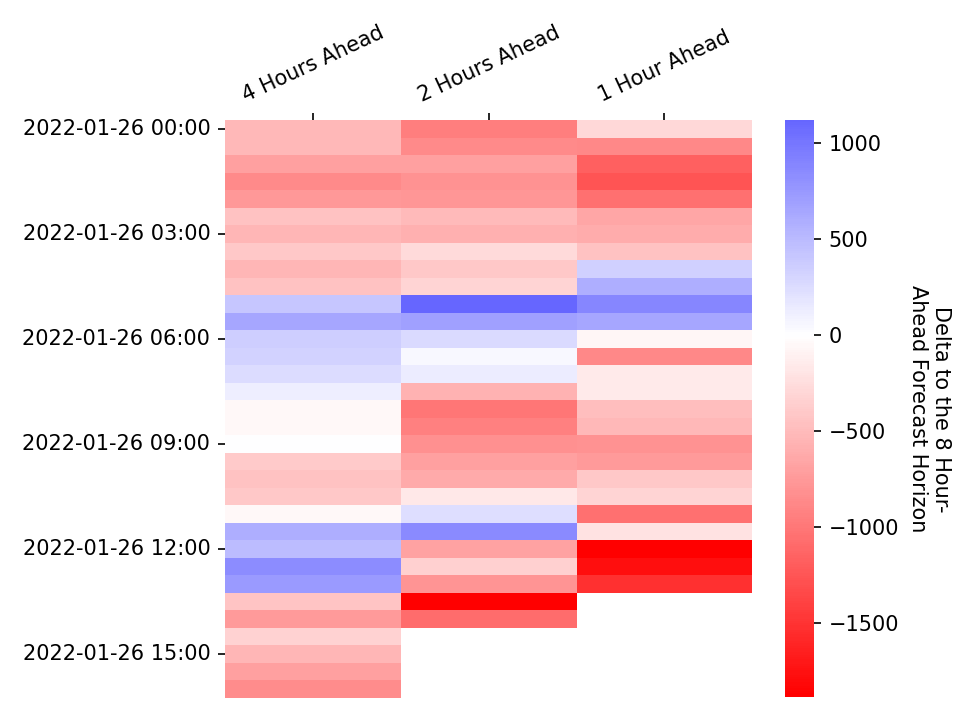 4 Hours Ahead
2 Hours Ahead
1 Hour Ahead
2022-01-26 00:00
2022-01-26 03:00
2022-01-26 06:00
2022-01-26 09:00
2022-01-26 12:00
2022-01-26 15:00
1000
500
0
−500
−1000
−1500
Delta to the 8 Hour-
Ahead Forecast Horizon